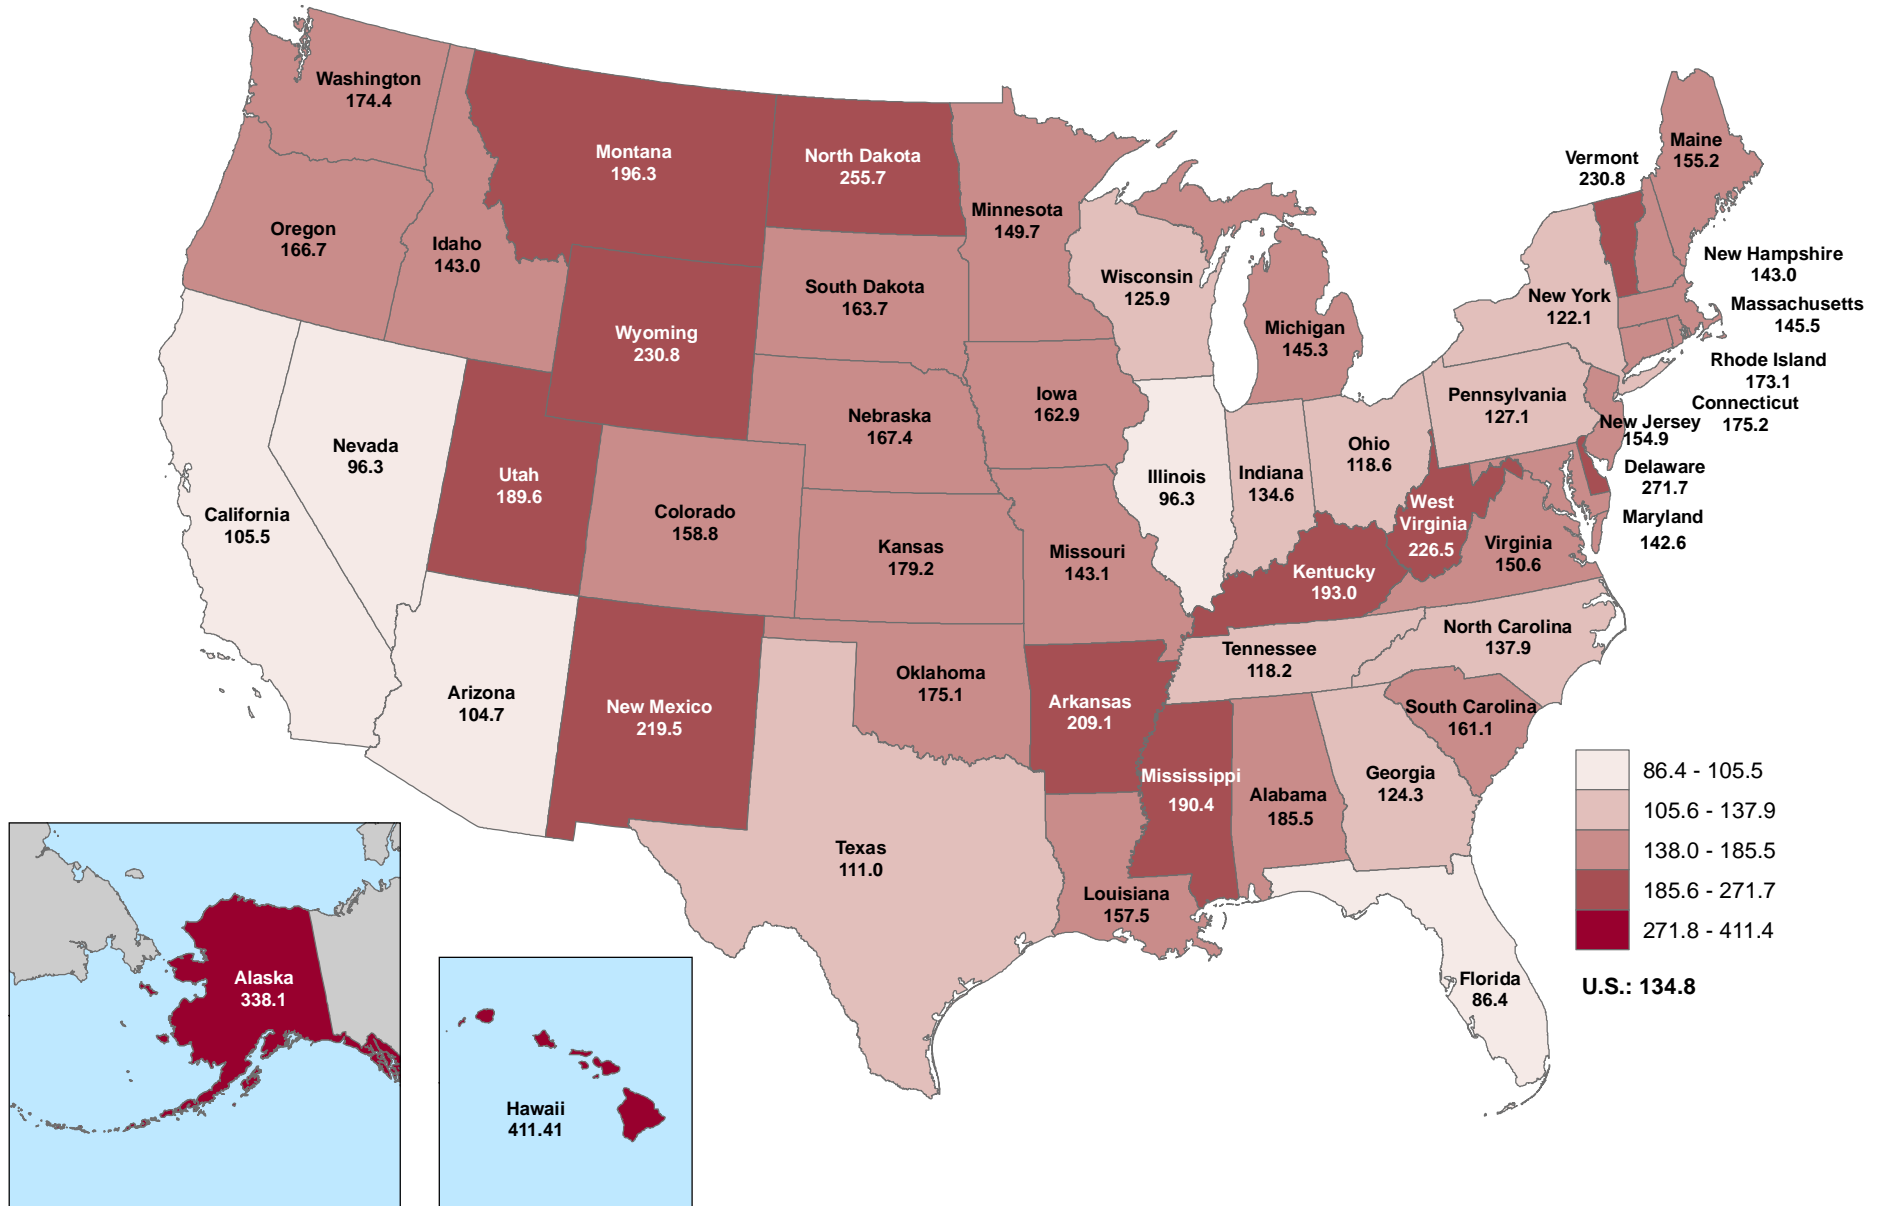 Washington
174.4
Montana
196.3
North Dakota
255.7
Minnesota
149.7
Oregon
166.7
Idaho
143.0
Wyoming
230.8
South Dakota
163.7
Wisconsin
125.9
Michigan
145.3
New York
122.1
Vermont
230.8
Maine
155.2
New Hampshire
143.0
Massachusetts
145.5
Rhode Island
173.1
Connecticut
175.2
New Jersey
154.9
Delaware
271.7
Maryland
142.6
Pennsylvania
127.1
Nebraska
167.4
Iowa
162.9
Nevada
96.3
Utah
189.6
California
105.5
Colorado
158.8
Kansas
179.2
Missouri
143.1
Illinois
96.3
Indiana
134.6
Ohio
118.6
West
Virginia
226.5
Virginia
150.6
Kentucky
193.0
North Carolina
137.9
Tennessee
118.2
South Carolina
161.1
Arizona
104.7
New Mexico
219.5
Oklahoma
175.1
Arkansas
209.1
Mississippi
190.4
Alabama
185.5
Georgia
124.3
Texas
111.0
Louisiana
157.5
Florida
86.4
Alaska
338.1
Hawaii
411.41
86.4 - 105.5
105.6 - 137.9
138.0 - 185.5
185.6 - 271.7
271.8 - 411.4
U.S.: 134.8